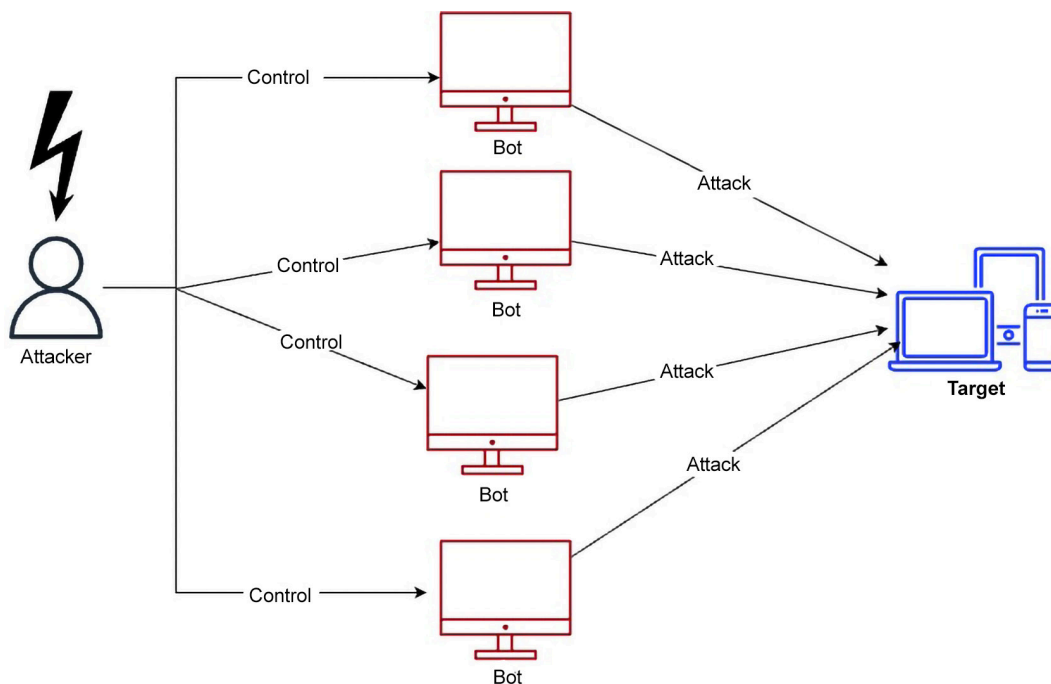 Control
Bot
Attack
Control
Attack
Bot
Attacker
Control
Attack
Target
Attack
Bot
Control
Bot